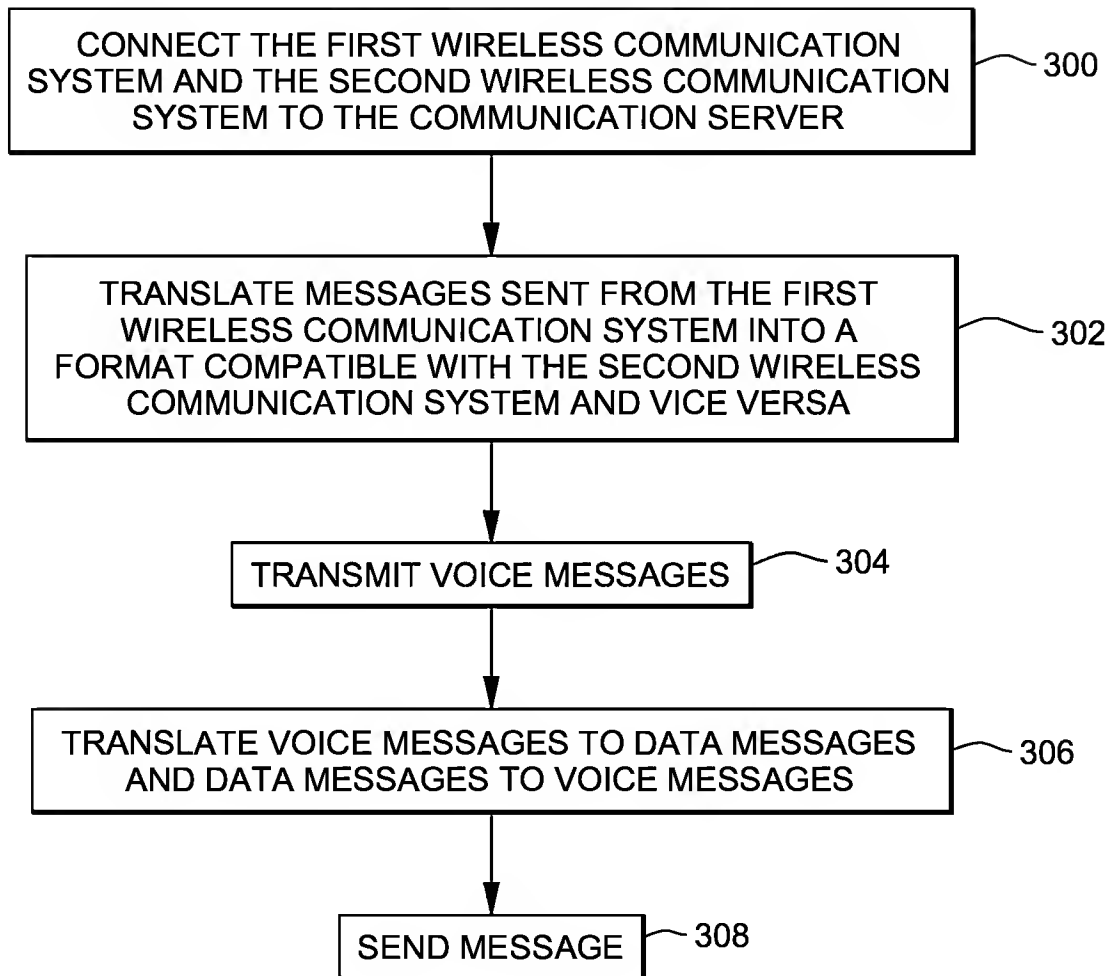 CONNECT THE FIRST WIRELESS COMMUNICATION
SYSTEM AND THE SECOND WIRELESS COMMUNICATION
SYSTEM TO THE COMMUNICATION SERVER
300
TRANSLATE MESSAGES SENT FROM THE FIRST
WIRELESS COMMUNICATION SYSTEM INTO A
FORMAT COMPATIBLE WITH THE SECOND WIRELESS
COMMUNICATION SYSTEM AND VICE VERSA
302
TRANSMIT VOICE MESSAGES
304
TRANSLATE VOICE MESSAGES TO DATA MESSAGES
AND DATA MESSAGES TO VOICE MESSAGES
306
SEND MESSAGE
308